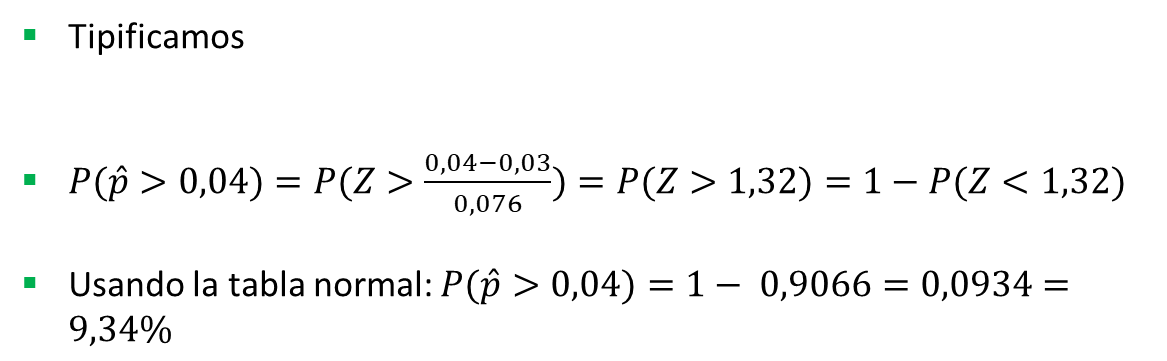 ▪ Tipificamos
▪ P(p̂ > 0,04) = P(Z > \frac{0,04−0,03}{0,076}) = P(Z > 1,32) = 1 − P(Z < 1,32)
▪ Usando la tabla normal: P(p̂ > 0,04) = 1 − 0,9066 = 0,0934 =
9,34%